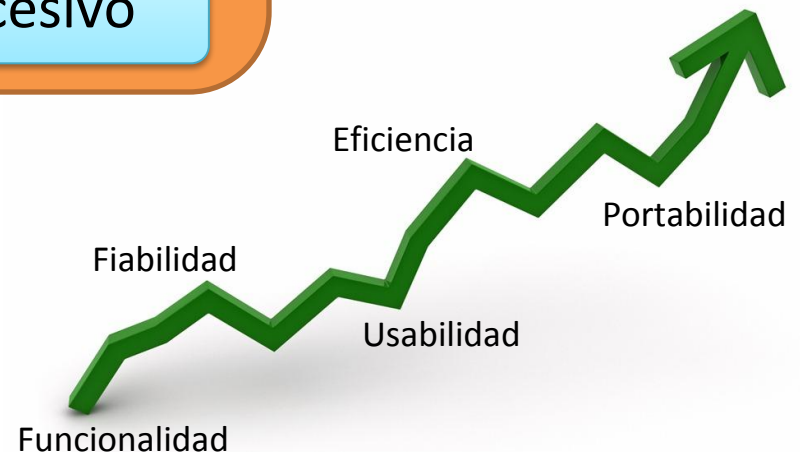 cesivo
Eficiencia
Portabilidad
Fiabilidad
Usabilidad
Funcionalidad